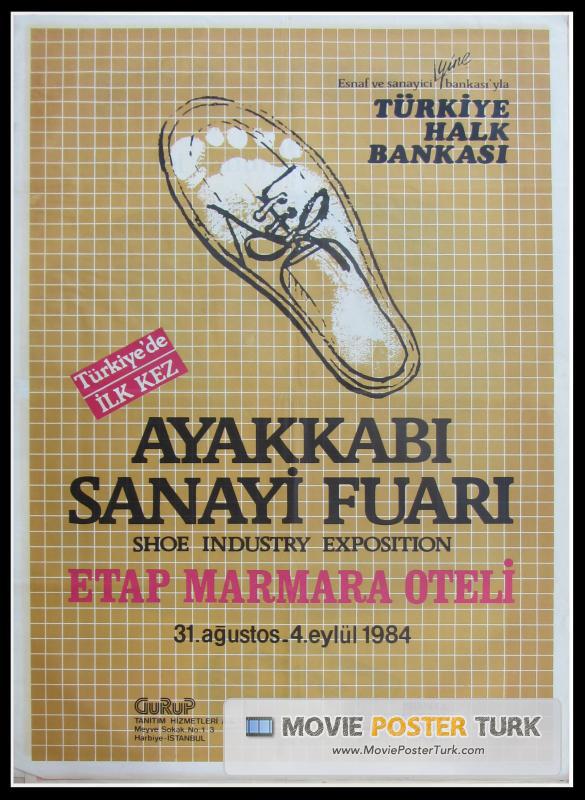 yine
Esnaf ve sanayici bankası'yla
TÜRKİYE
HALK
BANKASI
Türkiye'de
İLK KEZ
AYAKKABI
SANAYİ FUARI
SHOE INDUSTRY EXPOSITION
ETAP MARMARA OTELİ
31.ağustos-4.eylül 1984
GURUP
TANITIM HİZMETLERİ
Meyve Sokak. No: 1/3
Harbiye-İSTANBUL
MOVIE POSTER TURK
www.MoviePosterTurk.com